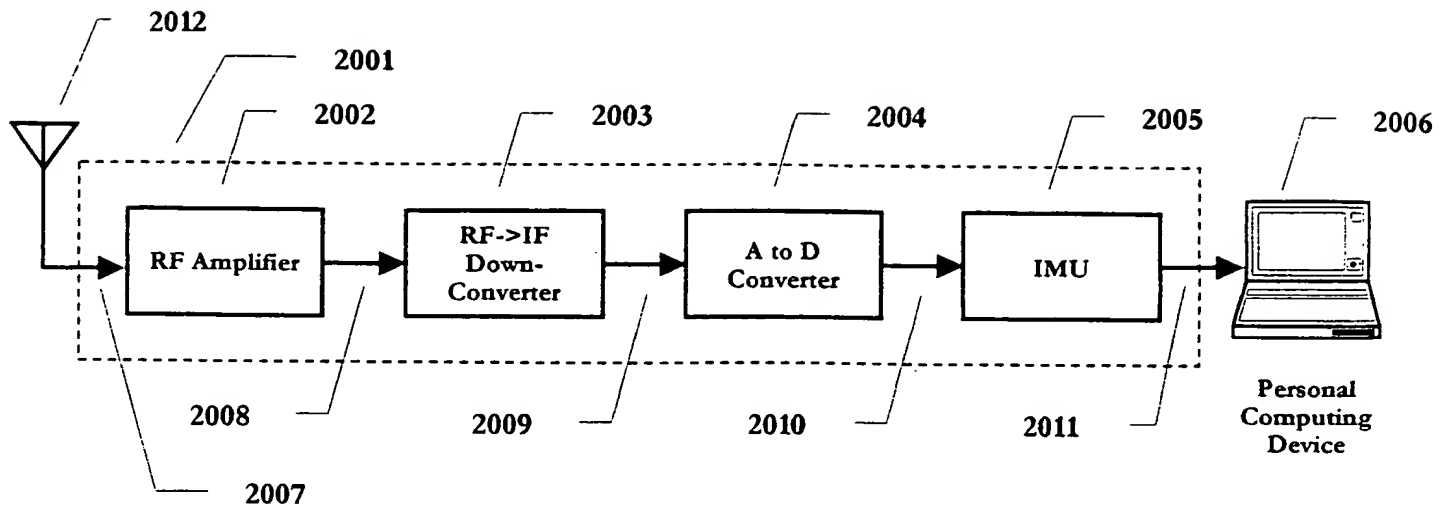 2012
2001
2002
2003
2004
2005
2006
RF Amplifier
RF->IF
Down-
Converter
A to D
Converter
IMU
2008
2009
2010
2011
Personal
Computing
Device
2007